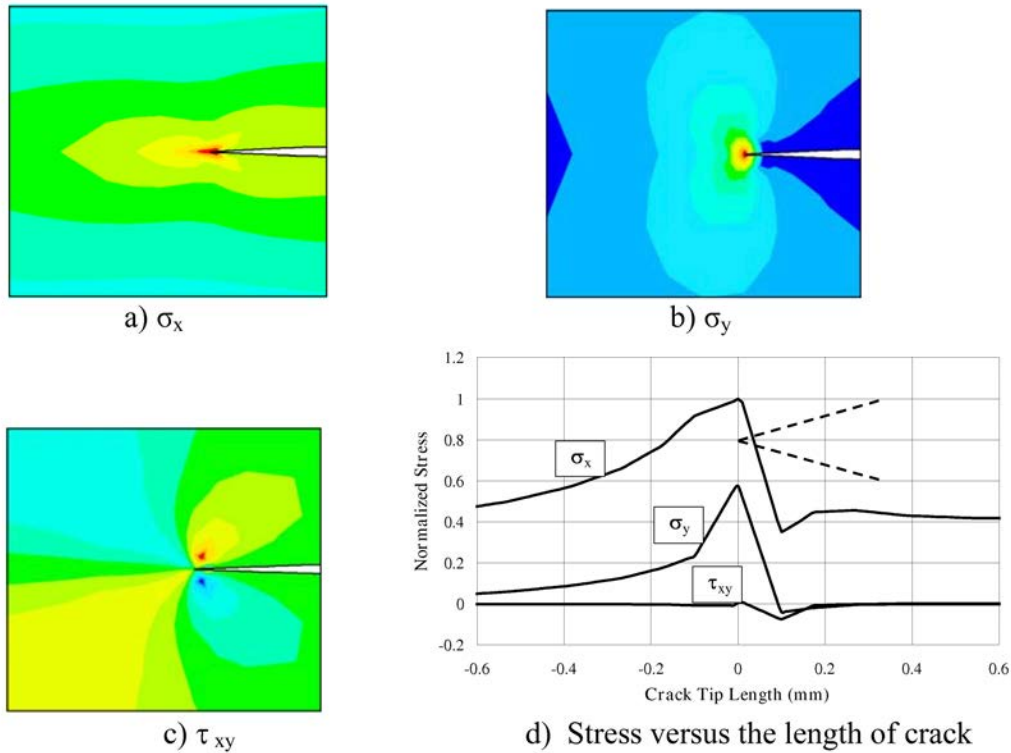 a) σx
b) σy
c) τ xy
1.2
1
0.8
0.6
0.4
0.2
0
-0.2
Normalized Stress
σx
σy
τxy
-0.6 -0.4 -0.2 0 0.2 0.4 0.6
Crack Tip Length (mm)
d) Stress versus the length of crack